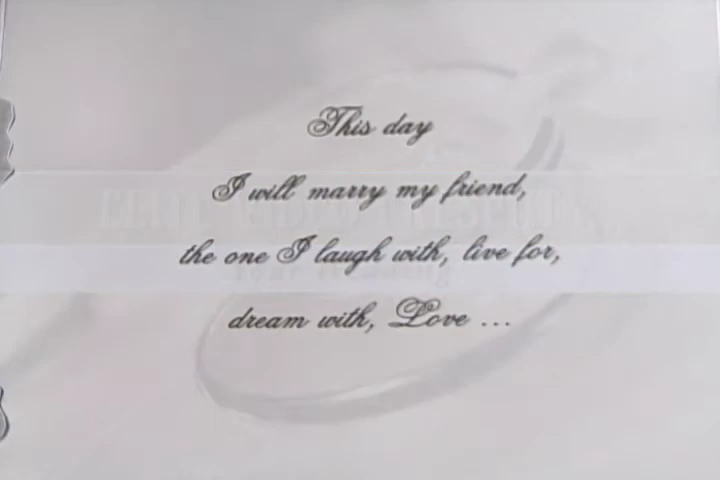 This day
I will marry my friend,
the one I laugh with, live for,
dream with, Love ...